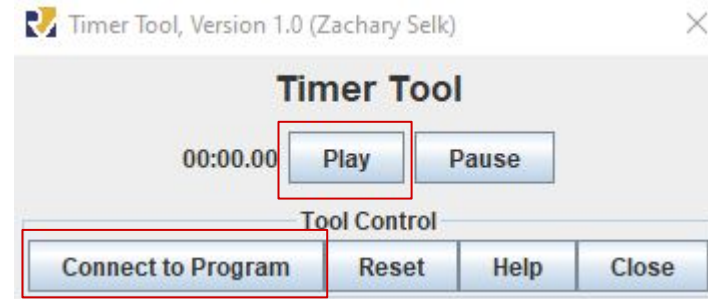 Timer Tool, Version 1.0 (Zachary Selk)
Timer Tool
00:00.00 Play Pause
Tool Control
Connect to Program Reset Help Close